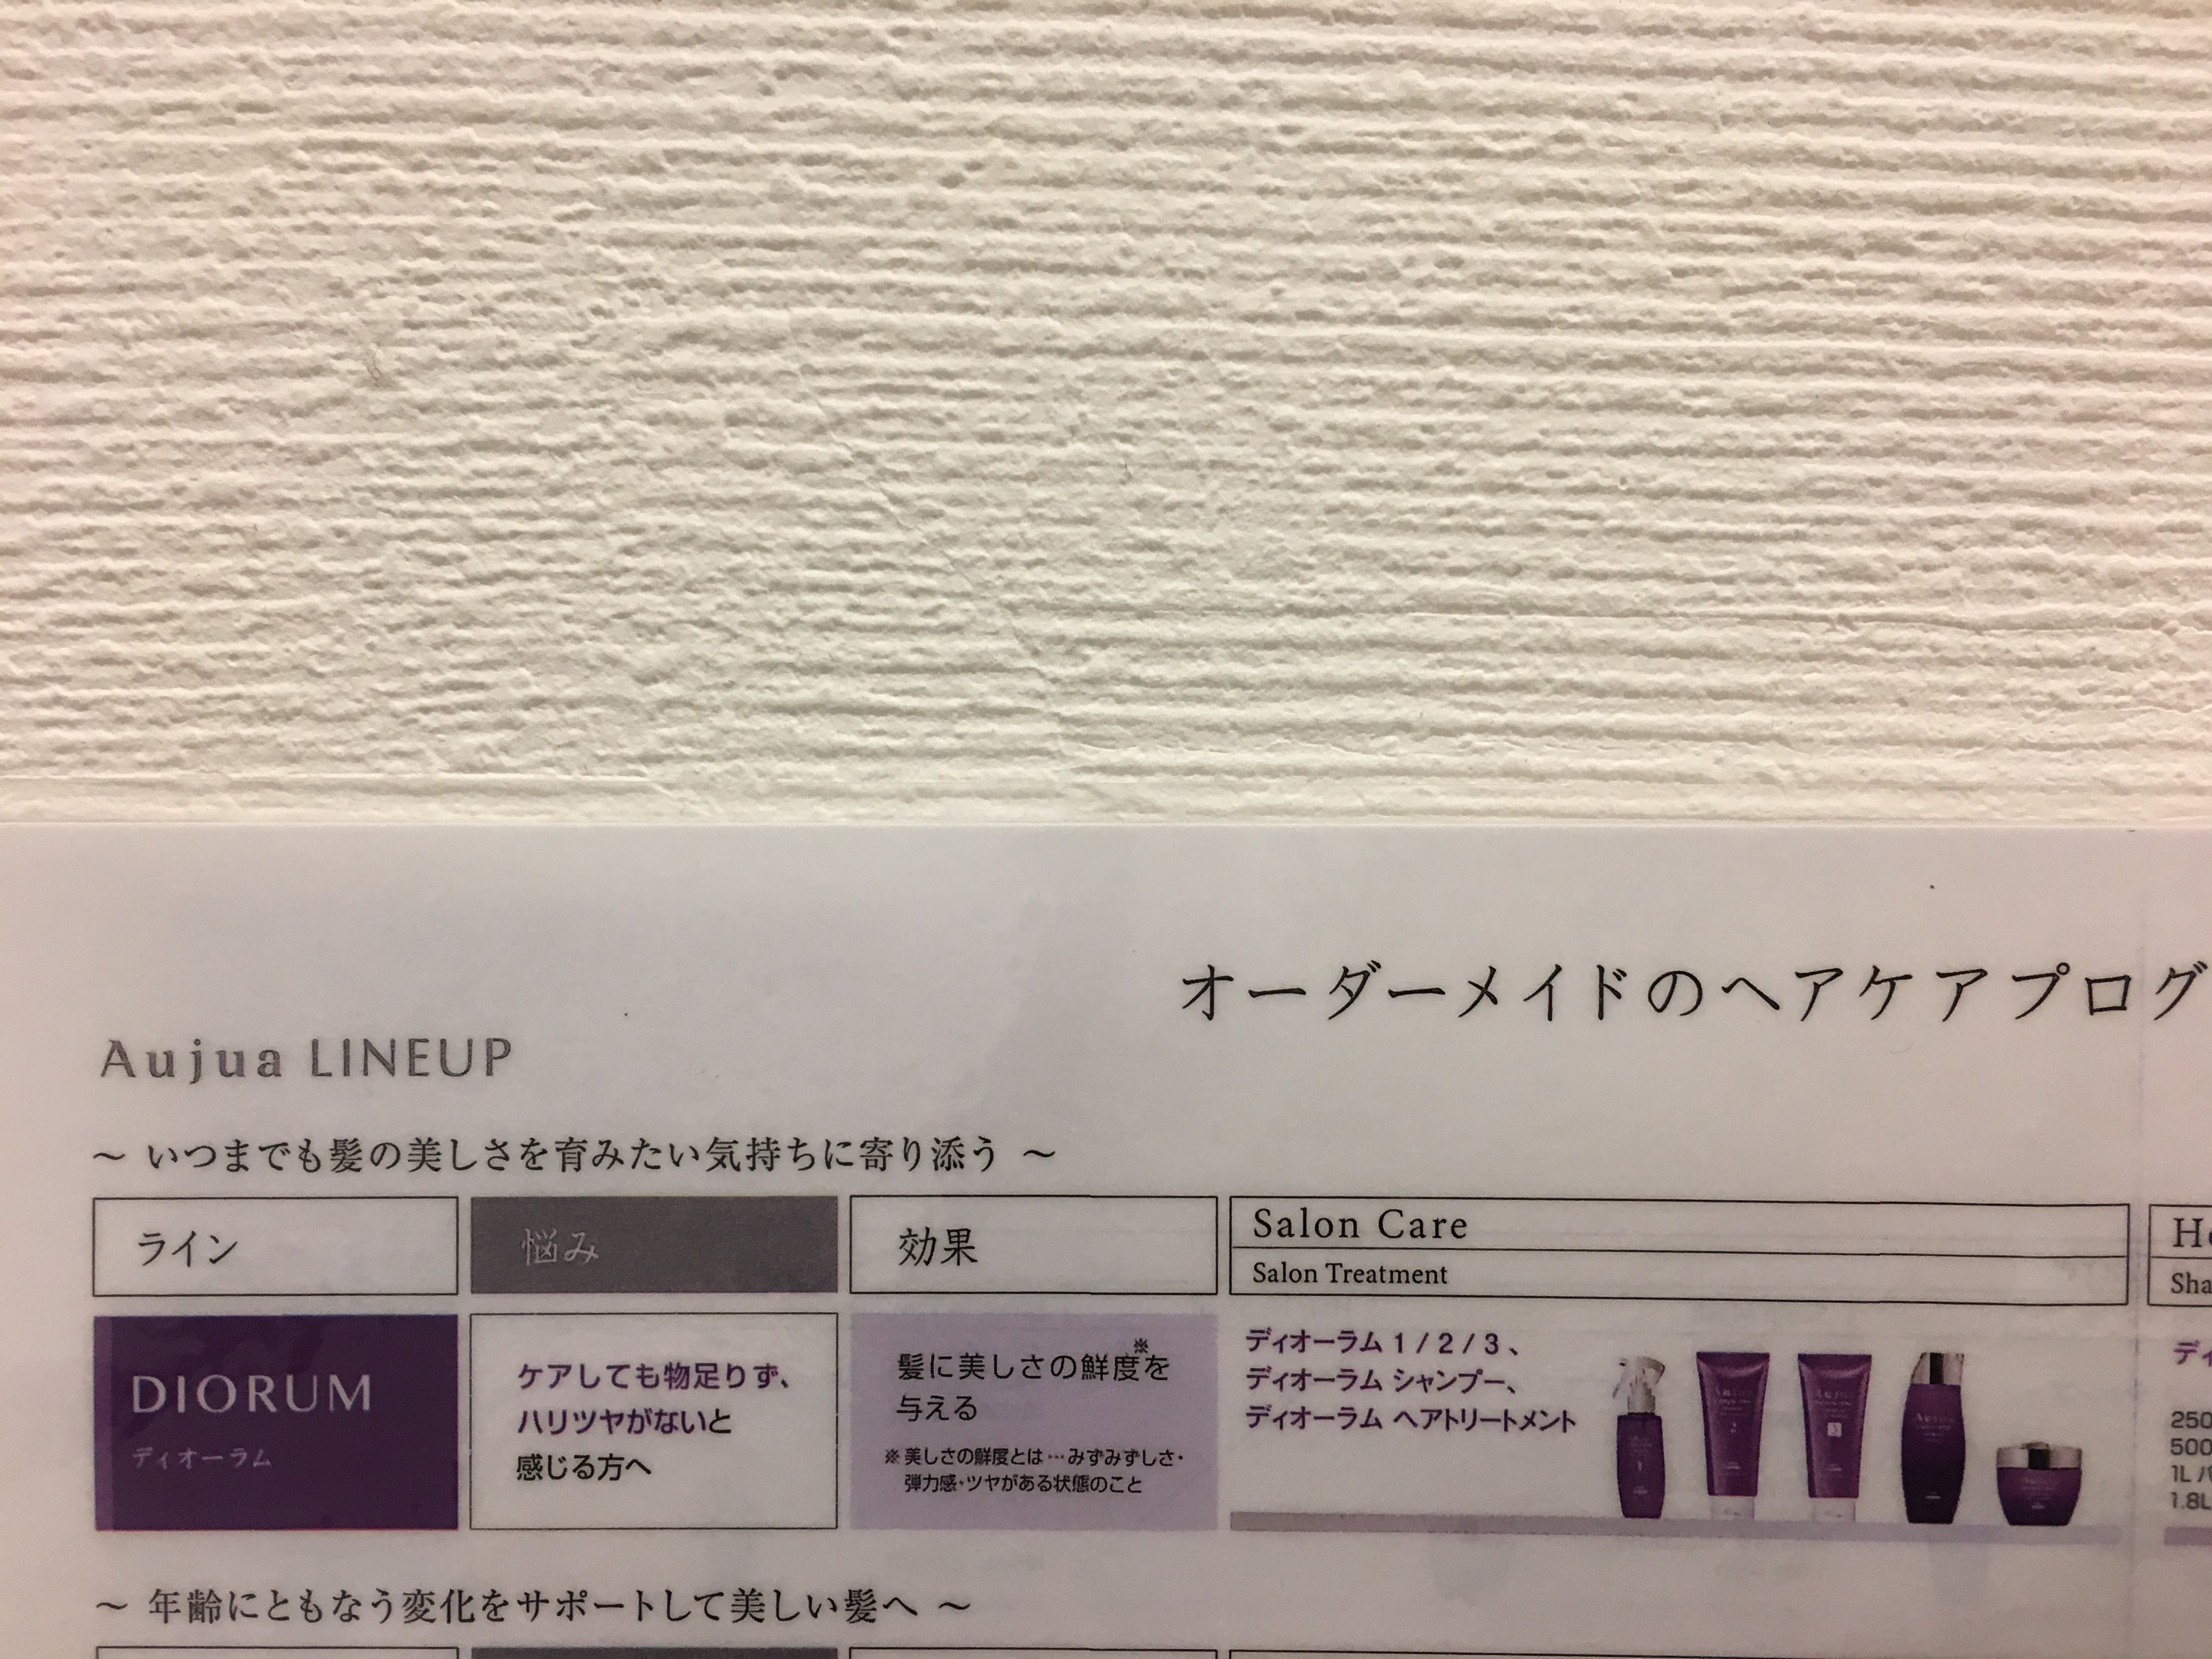 オーダーメイドのヘアケアプログ
Aujua LINEUP
～ いつまでも髪の美しさを育みたい気持ちに寄り添う ～
ライン
悩み
効果
Salon Care
Salon Treatment
Sha
DIORUM
ディオーラム
ケアしても物足りず、
ハリツヤがないと
感じる方へ
髪に美しさの鮮度※を
与える
※ 美しさの鮮度とは…みずみずしさ・
弾力感・ツヤがある状態のこと
ディオーラム 1 / 2 / 3 、
ディオーラム シャンプー、
ディオーラム ヘアトリートメント
ディ
250
500
1L パ
1.8L
～ 年齢にともなう変化をサポートして美しい髪へ ～